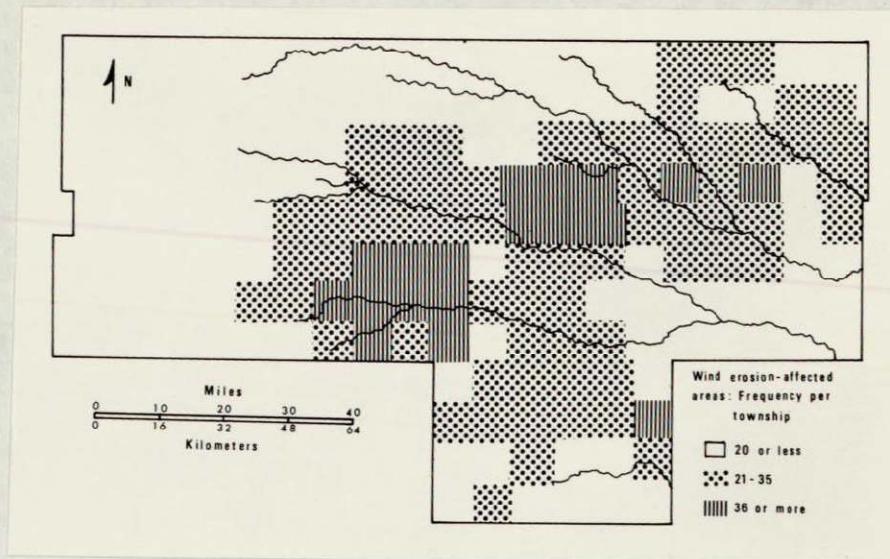 N
Miles
0 10 20 30 40
0 16 32 48 64
Kilometers
Wind erosion-affected
areas: Frequency per
township
20 or less
21-35
36 or more